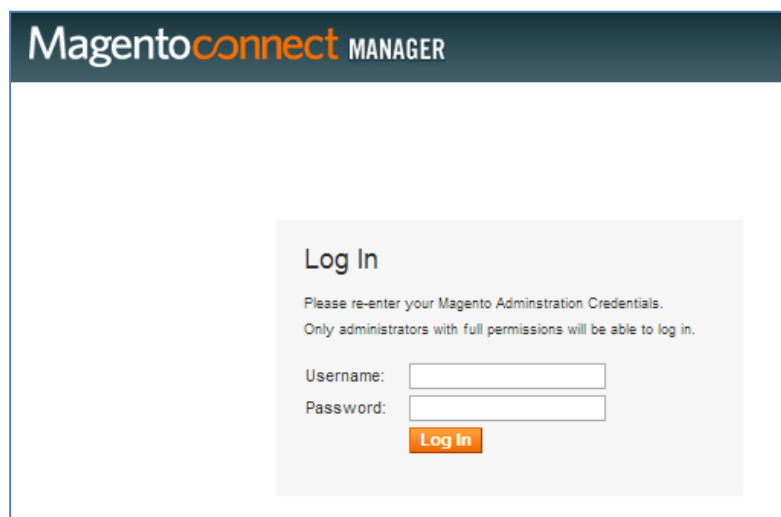 Magentoconnect MANAGER
Log In
Please re-enter your Magento Adminstration Credentials.
Only administrators with full permissions will be able to log in.
Username:
Password:
Log In